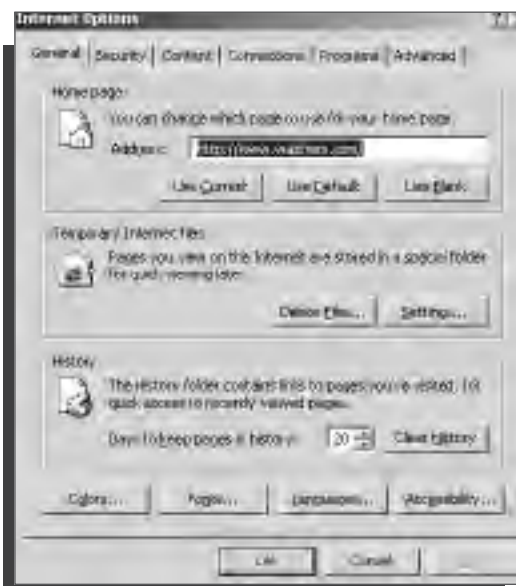 Internet Options
General Security Content Connections Programs Advanced
Home page
You can change which page to use for your home page.
Address:
Use Current Use Default Use Blank
Temporary Internet files
Pages you view on the Internet are stored in a special folder
for quick viewing later.
Delete Files... Settings...
History
The History folder contains links to pages you've visited, for
quick access to recently viewed pages.
Days to keep pages in history: 20 Clear History
Colors... Fonts... Languages... Accessibility...
OK Cancel